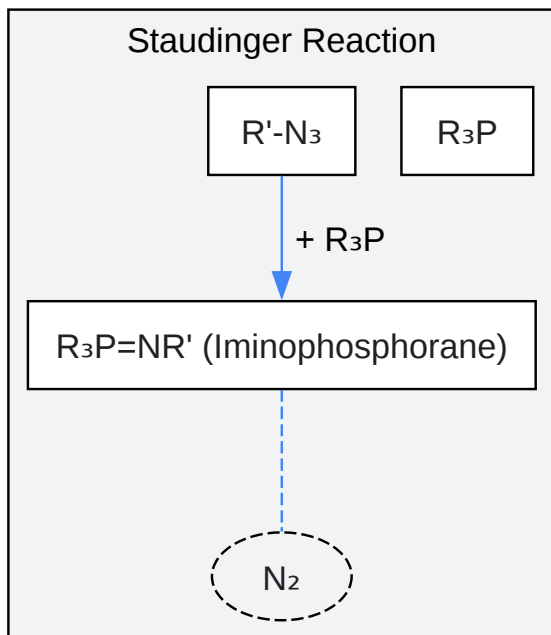 Staudinger Reaction
R'-N₃
R₃P
+ R₃P
R₃P=NR' (Iminophosphorane)
N₂